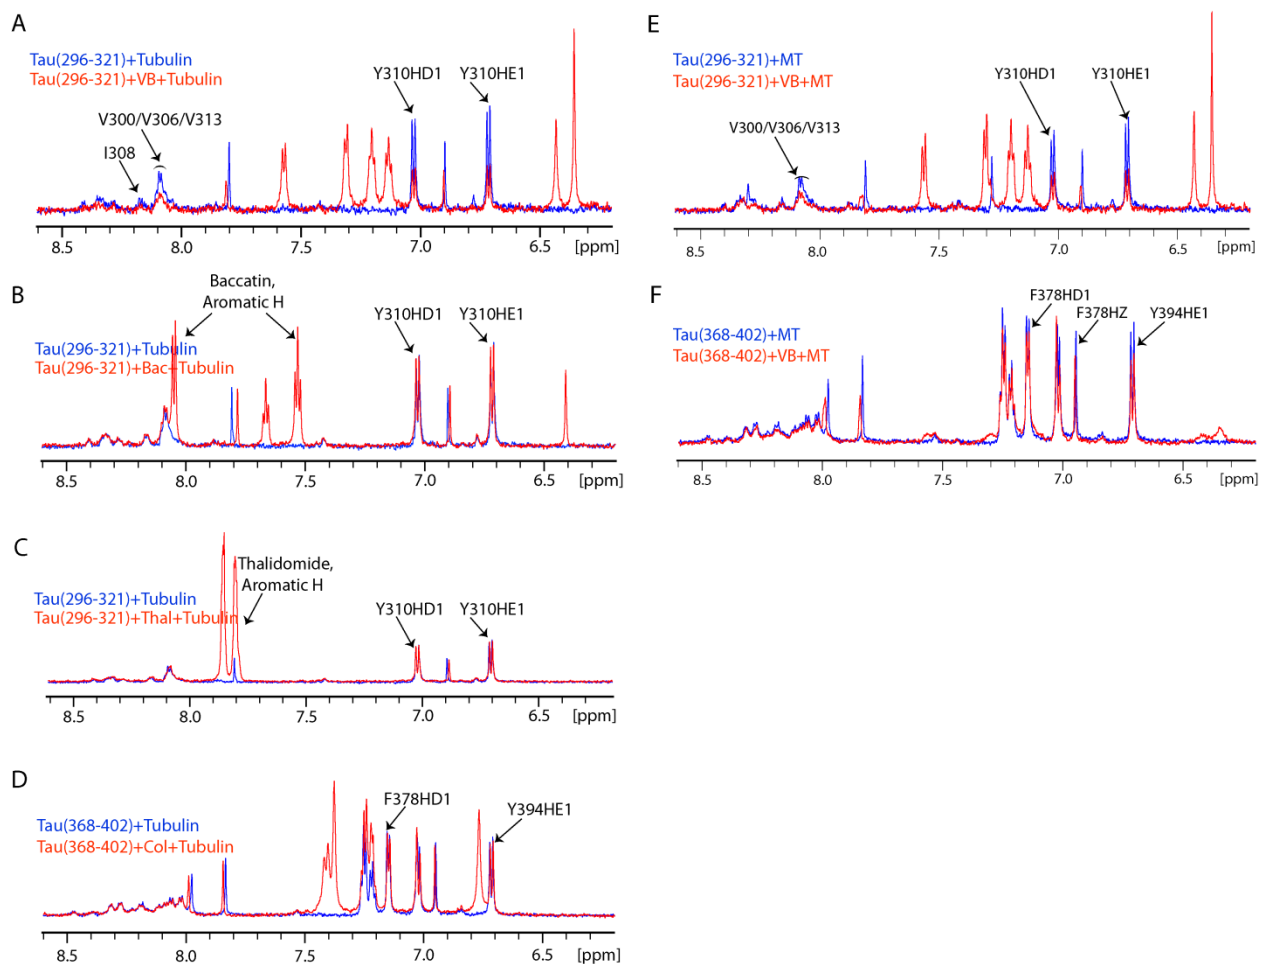 A
Tau(296-321)+Tubulin
Tau(296-321)+VB+Tubulin
V300/V306/V313
I308
Y310HD1
Y310HE1
8.5 8.0 7.5 7.0 6.5 [ppm]
B
Baccatin,
Aromatic H
Tau(296-321)+Tubulin
Tau(296-321)+Bac+Tubulin
Y310HD1
Y310HE1
8.5 8.0 7.5 7.0 6.5 [ppm]
C
Thalidomide,
Aromatic H
Tau(296-321)+Tubulin
Tau(296-321)+Thal+Tubulin
Y310HD1
Y310HE1
8.5 8.0 7.5 7.0 6.5 [ppm]
D
Tau(368-402)+Tubulin
Tau(368-402)+Col+Tubulin
F378HD1
Y394HE1
8.5 8.0 7.5 7.0 6.5 [ppm]
E
Tau(296-321)+MT
Tau(296-321)+VB+MT
V300/V306/V313
Y310HD1
Y310HE1
8.5 8.0 7.5 7.0 6.5 [ppm]
F
Tau(368-402)+MT
Tau(368-402)+VB+MT
F378HD1
F378HZ
Y394HE1
8.5 8.0 7.5 7.0 6.5 [ppm]